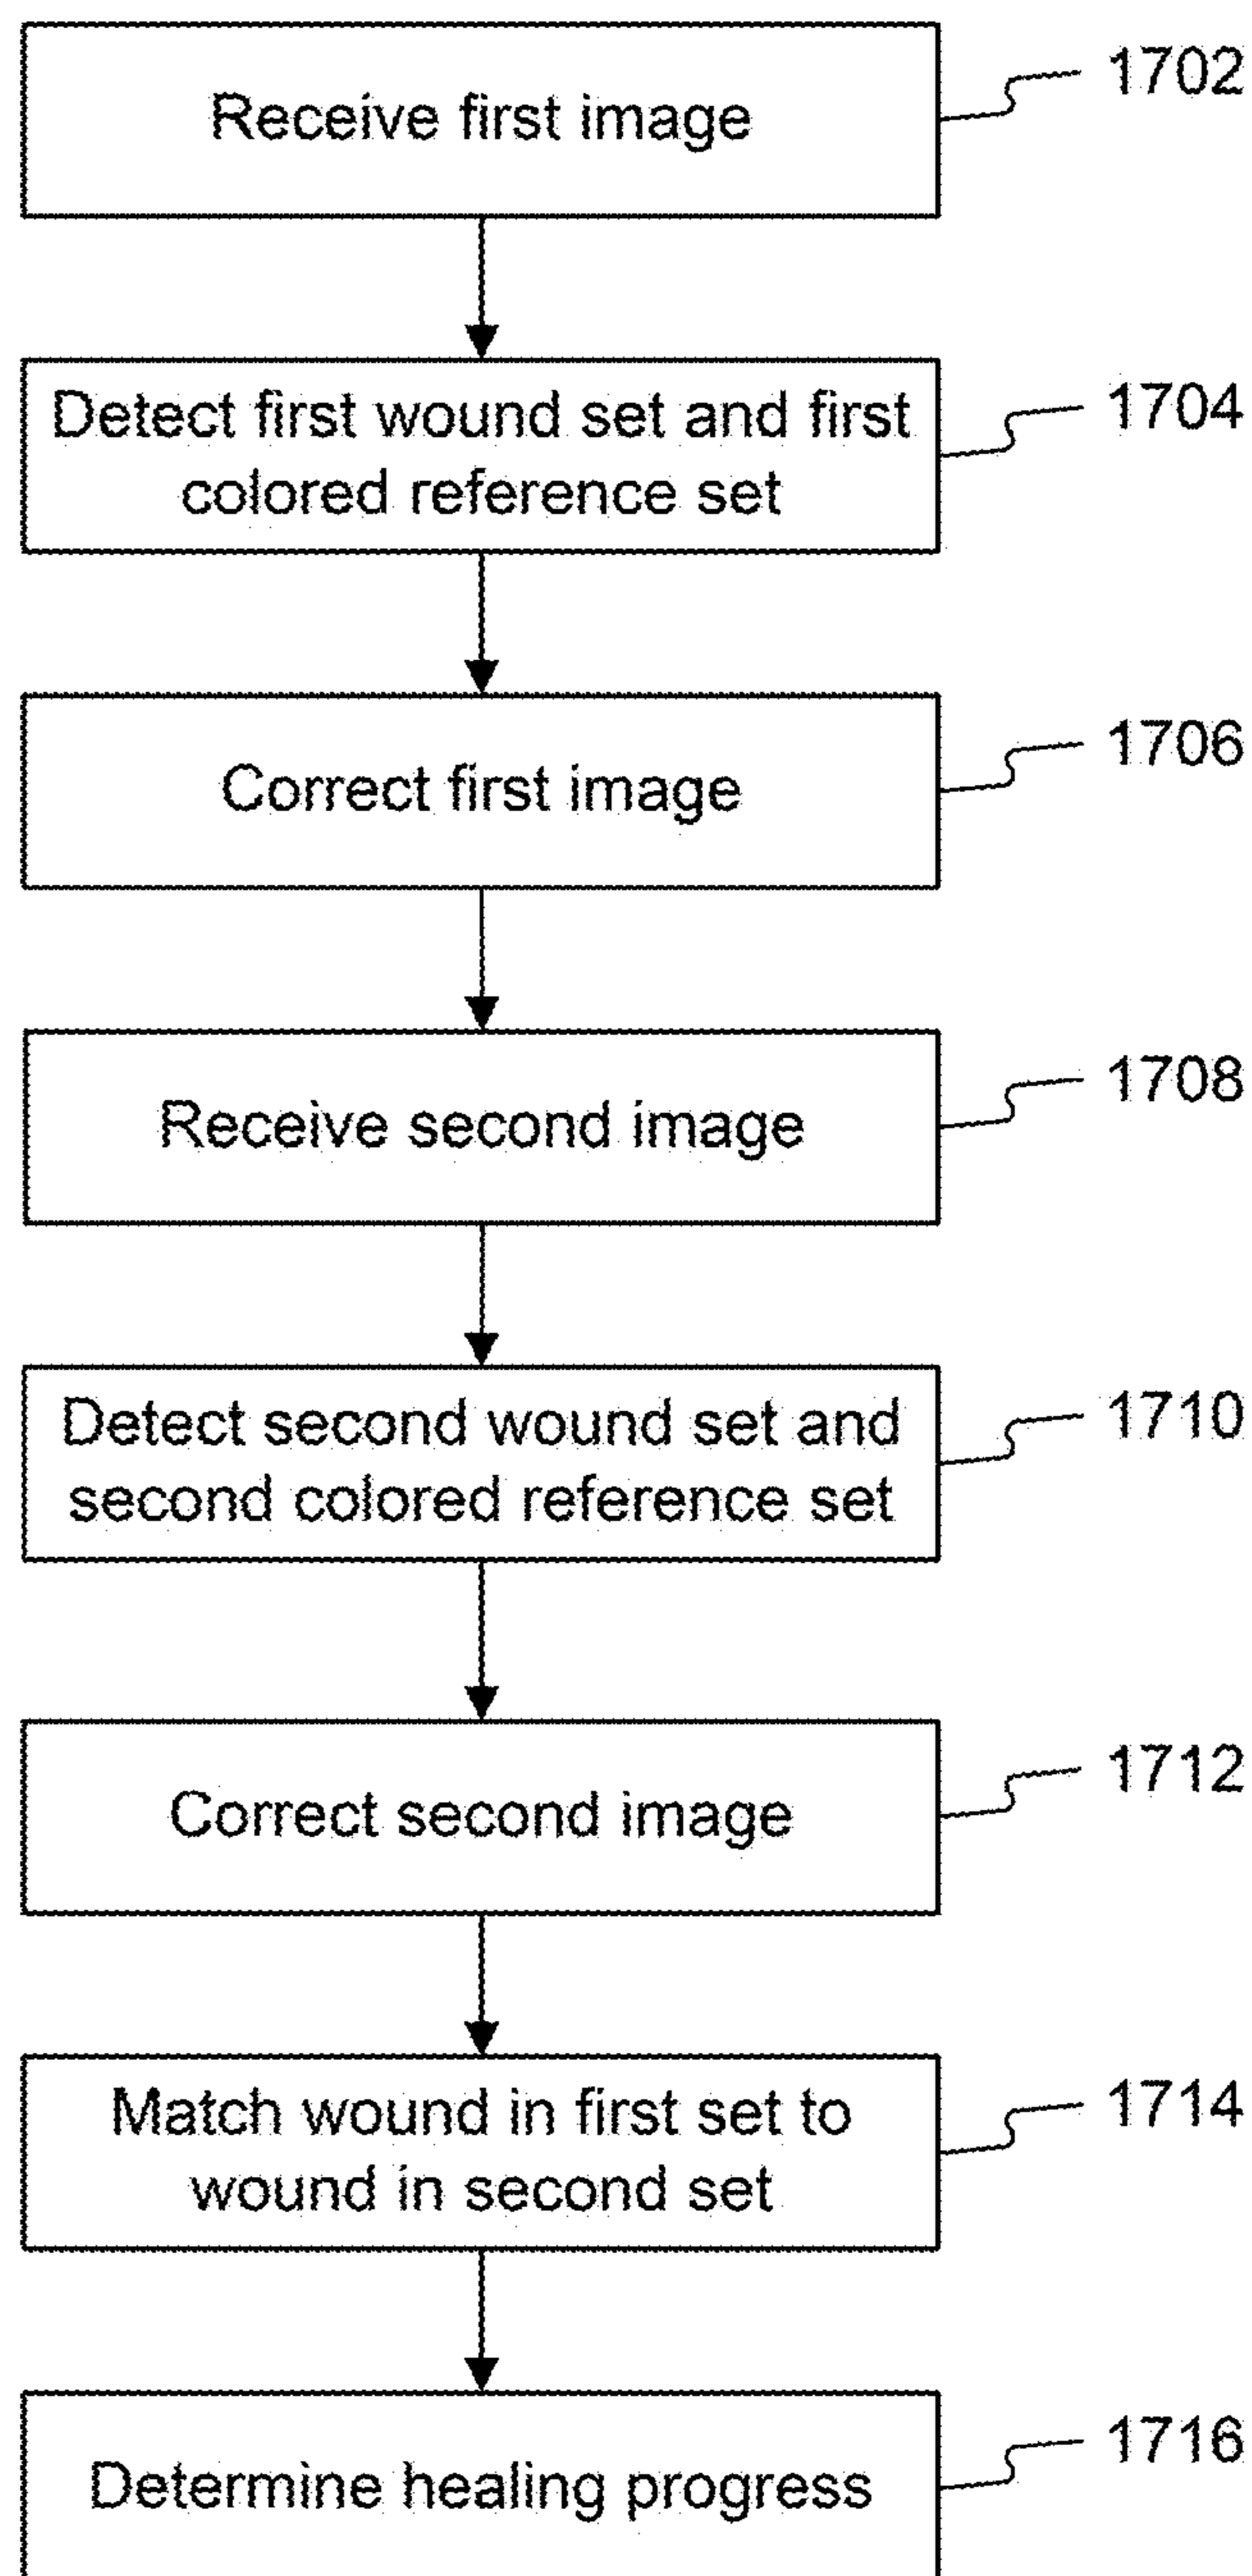 Receive first image
1702
Detect first wound set and first
colored reference set
1704
Correct first image
1706
Receive second image
1708
Detect second wound set and
second colored reference set
1710
Correct second image
1712
Match wound in first set to
wound in second set
1714
Determine healing progress
1716